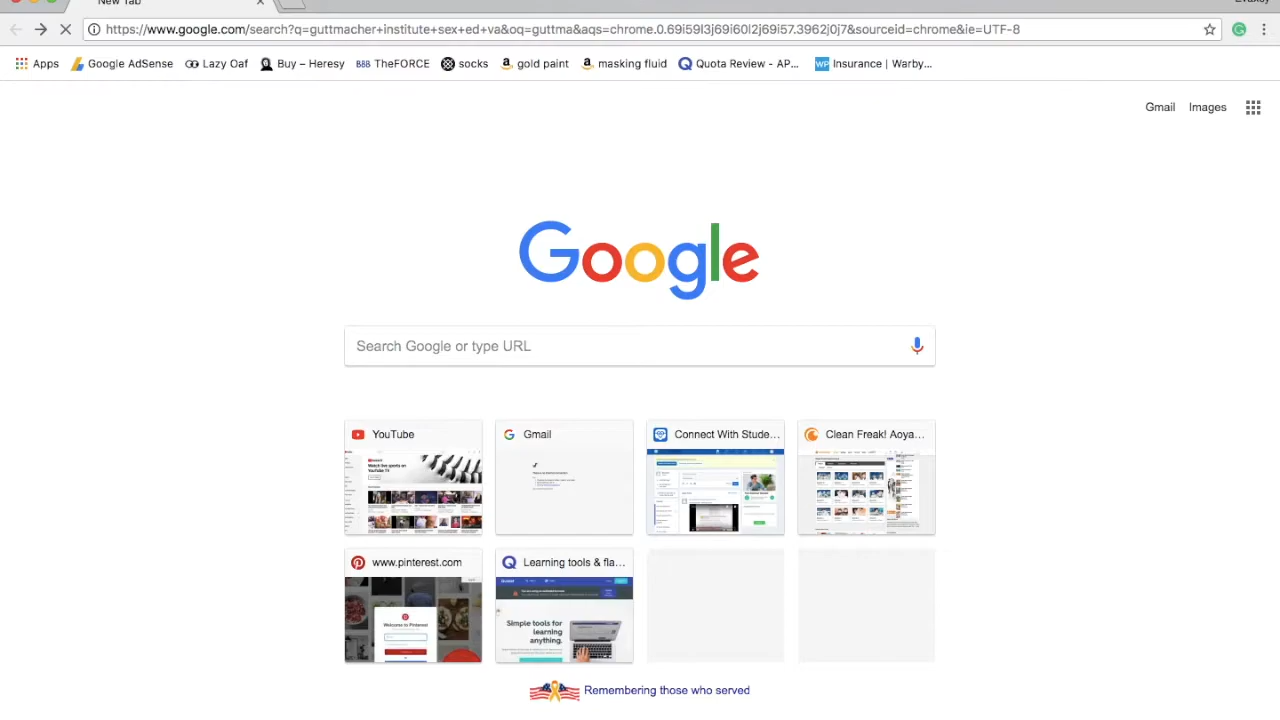 New Tab
https://www.google.com/search?q=guttmacher+institute+sex+ed+va&oq=guttma&aqs=chrome.0.69i59l3j69i60l2j69i57.3962j0j7&sourceid=chrome&ie=UTF-8
Apps Google AdSense Lazy Oaf Buy – Heresy TheFORCE socks gold paint masking fluid Quota Review - AP... Insurance | Warby...
Gmail Images
Google
Search Google or type URL
YouTube Gmail Connect With Stude... Clean Freak! Aoya...
www.pinterest.com Learning tools & fla...
Welcome to Pinterest
Simple tools for
learning
anything.
Remembering those who served